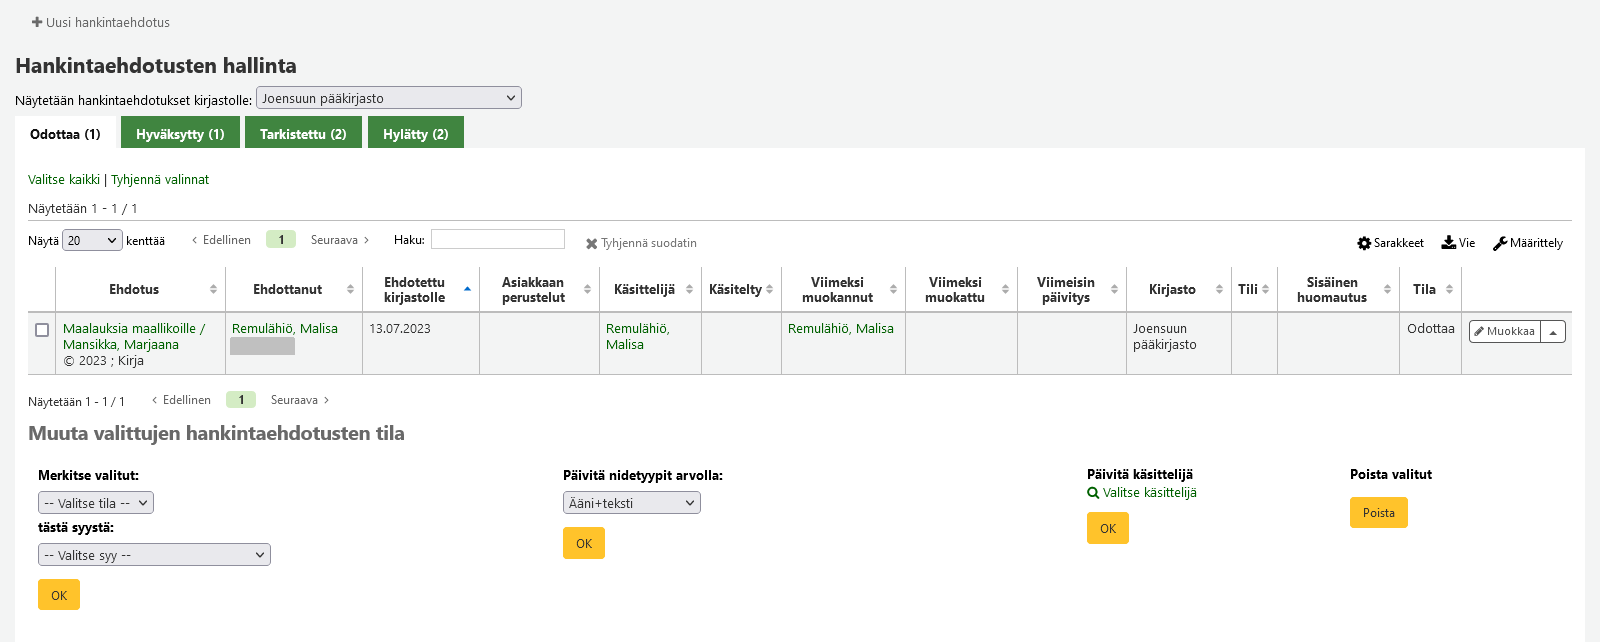 Uusi hankintaehdotus
Hankintaehdotusten hallinta
Näytetään hankintaehdotukset kirjastolle: Joensuun pääkirjasto
Odottaa (1) Hyväksytty (1) Tarkistettu (2) Hylätty (2)
Valitse kaikki | Tyhjennä valinnat
Näytetään 1 - 1 / 1
Näytä 20 kenttää Edellinen 1 Seuraava Haku: Tyhjennä suodatin Sarakkeet Vie Määrittely
Ehdotus Ehdottanut Ehdotettu kirjastolle Asiakkaan perustelut Käsittelijä Käsitelty Viimeksi muokannut Viimeksi muokattu Viimeisin päivitys Kirjasto Tili Sisäinen huomautus Tila
Maalauksia maallikoille / Remulähiö, Malisa 13.07.2023 Remulähiö, Remulähiö, Malisa Joensuun Odottaa Muokkaa
Mansikka, Marjaana Malisa pääkirjasto
© 2023 ; Kirja
Näytetään 1 - 1 / 1 Edellinen 1 Seuraava
Muuta valittujen hankintaehdotusten tila
Merkitse valitut: Päivitä nidetyypit arvolla: Päivitä käsittelijä Poista valitut
-- Valitse tila -- Ääni+teksti Valitse käsittelijä Poista
tästä syystä: OK OK
-- Valitse syy --
OK